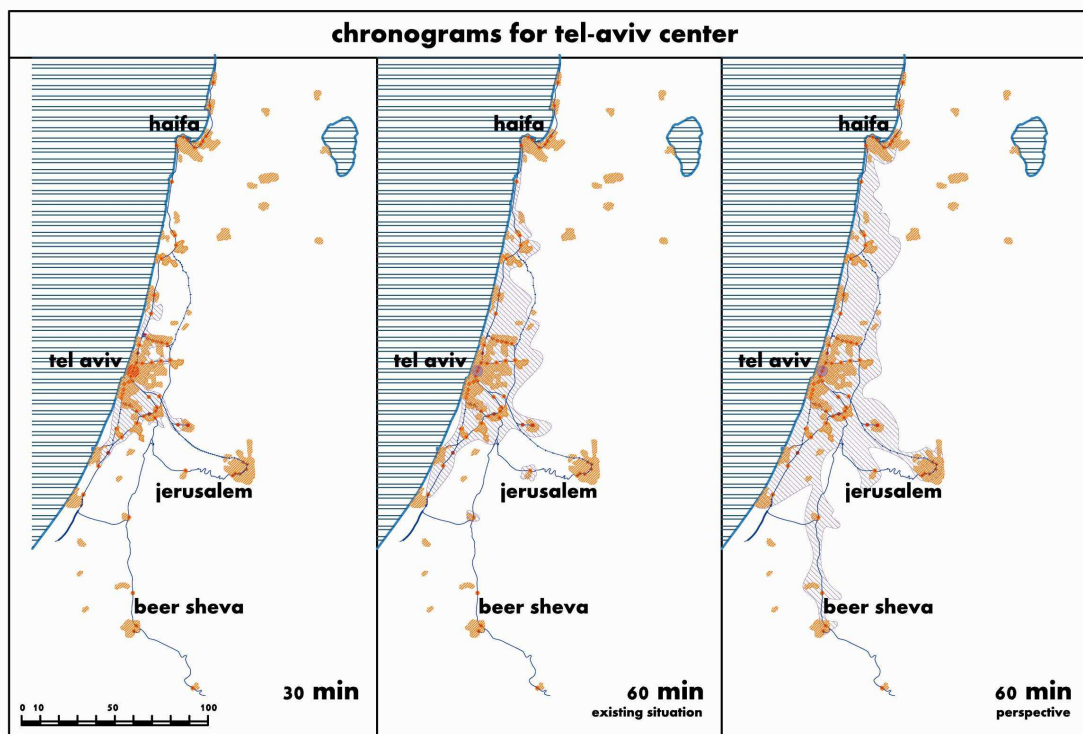 chronograms for tel-aviv center
haifa
tel aviv
jerusalem
beer sheva
30 min
0 10 50 100
haifa
tel aviv
jerusalem
beer sheva
60 min
existing situation
haifa
tel aviv
jerusalem
beer sheva
60 min
perspective